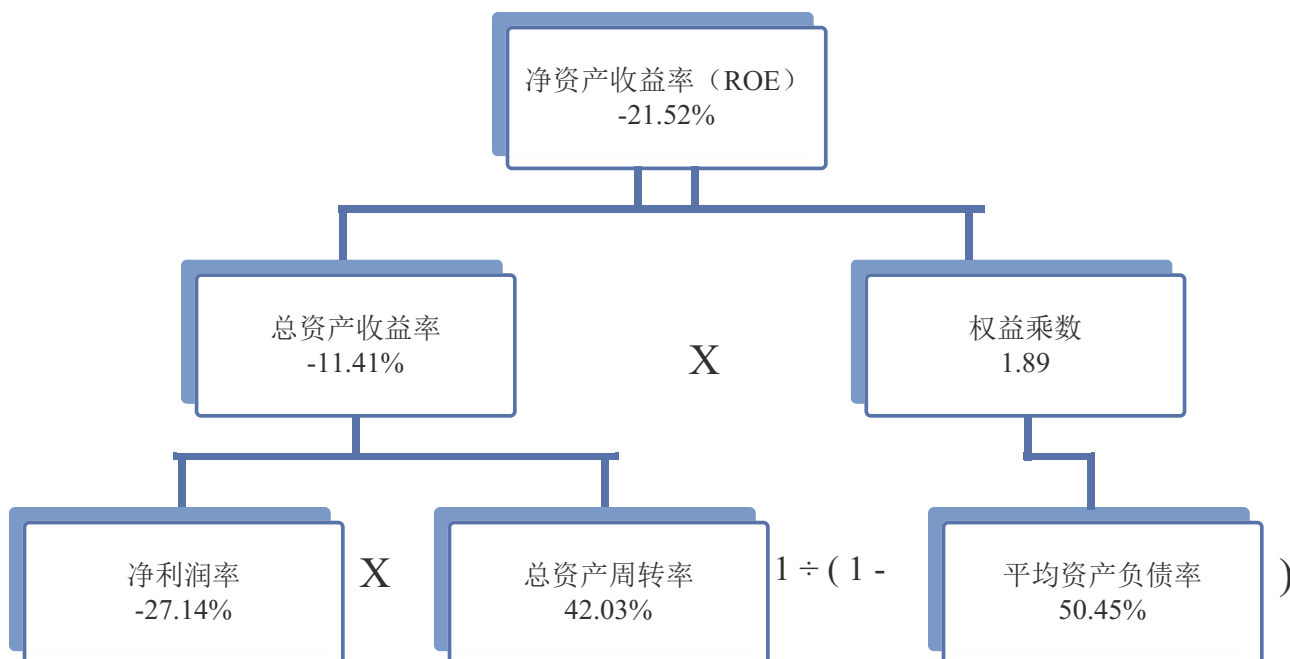 净资产收益率（ROE）
-21.52%
总资产收益率
-11.41%
X
权益乘数
1.89
净利润率
-27.14%
X
总资产周转率
42.03%
1 ÷ ( 1 -
平均资产负债率
50.45%
)